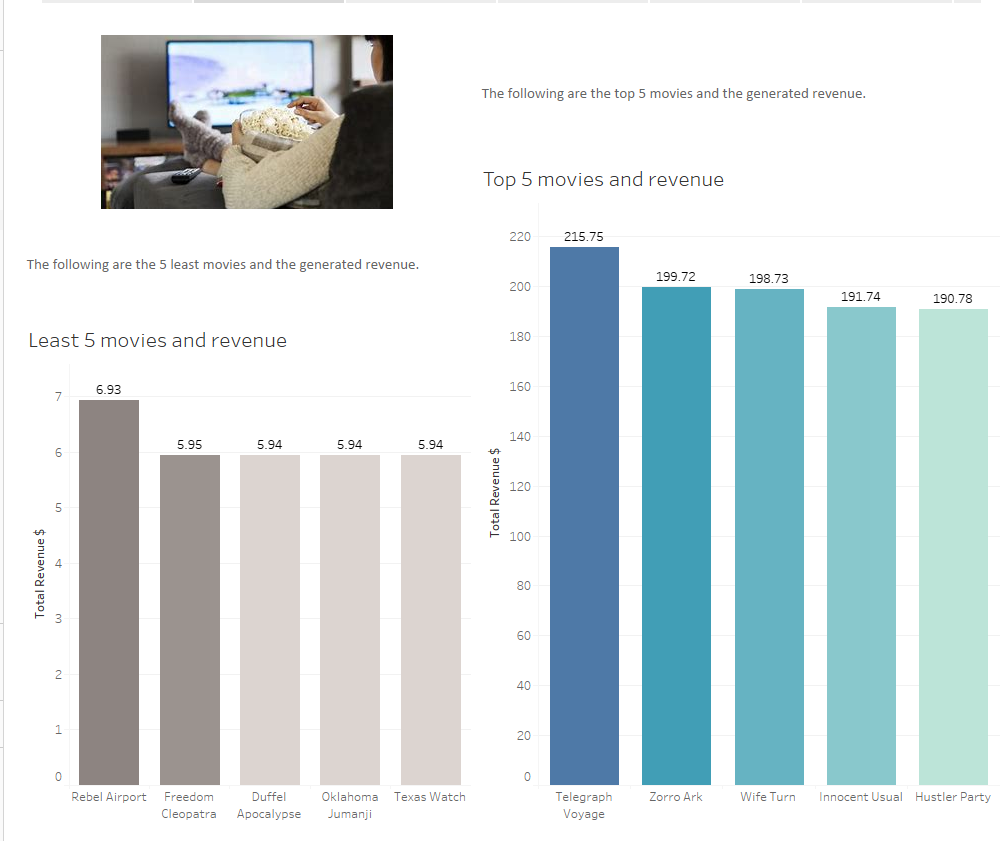 The following are the top 5 movies and the generated revenue.
Top 5 movies and revenue
The following are the 5 least movies and the generated revenue.
Least 5 movies and revenue
Total Revenue $
7
6
5
4
3
2
1
0
6.93
5.95
5.94
5.94
5.94
Rebel Airport
Freedom
Cleopatra
Duffel
Apocalypse
Oklahoma
Jumanji
Texas Watch
Total Revenue $
220
200
180
160
140
120
100
80
60
40
20
0
215.75
199.72
198.73
191.74
190.78
Telegraph
Voyage
Zorro Ark
Wife Turn
Innocent Usual
Hustler Party